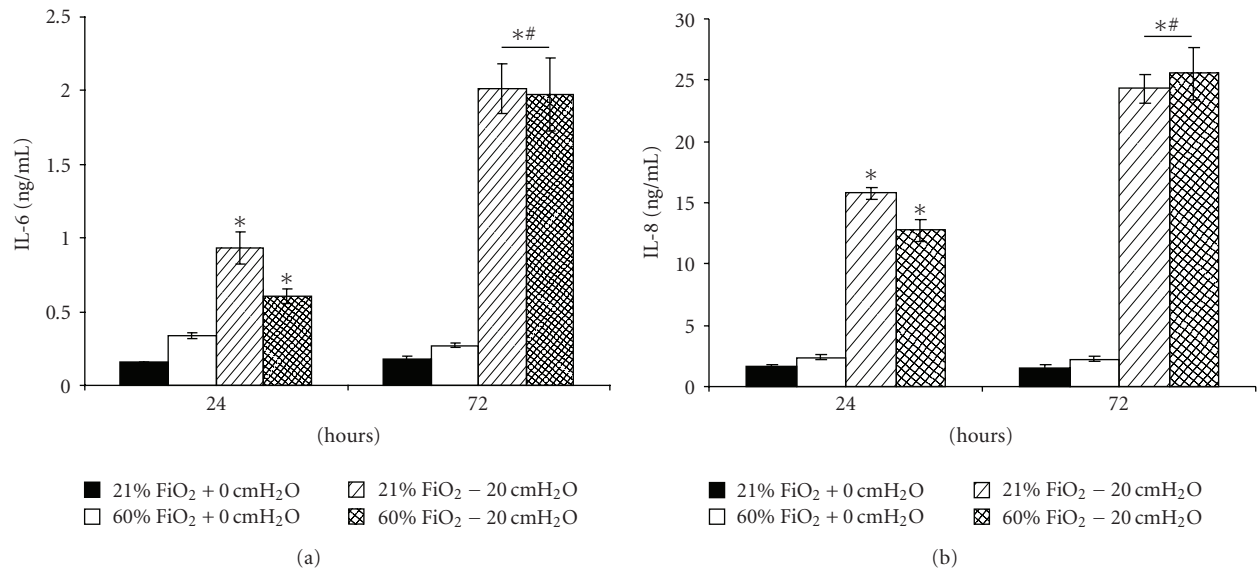 2.5
2
1.5
1
0.5
0
IL-6 (ng/mL)
*
*
*#
24
72
(hours)
21% FiO₂ + 0 cmH₂O
60% FiO₂ + 0 cmH₂O
21% FiO₂ − 20 cmH₂O
60% FiO₂ − 20 cmH₂O
(a)
30
25
20
15
10
5
0
IL-8 (ng/mL)
*
*
*#
24
72
(hours)
21% FiO₂ + 0 cmH₂O
60% FiO₂ + 0 cmH₂O
21% FiO₂ − 20 cmH₂O
60% FiO₂ − 20 cmH₂O
(b)